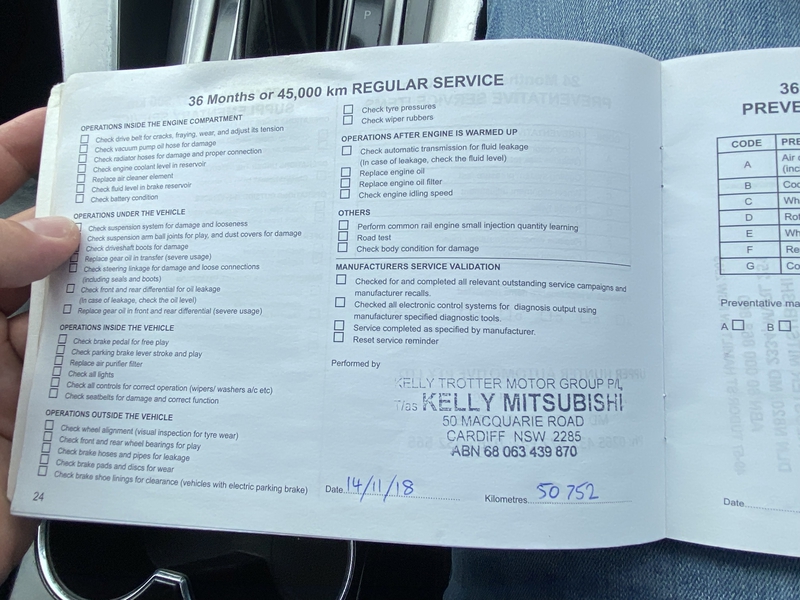 P
36 Months or 45,000 km REGULAR SERVICE
OPERATIONS INSIDE THE ENGINE COMPARTMENT
Check drive belt for cracks, fraying, wear, and adjust its tension
Check vacuum pump oil hose for damage
Check radiator hoses for damage and proper connection
Check engine coolant level in reservoir
Replace air cleaner element
Check fluid level in brake reservoir
Check battery condition
OPERATIONS UNDER THE VEHICLE
Check suspension system for damage and looseness
Check suspension arm ball joints for play, and dust covers for damage
Check driveshaft boots for damage
Replace gear oil in transfer (severe usage)
Check steering linkage for damage and loose connections
(including seals and boots)
Check front and rear differential for oil leakage
(In case of leakage, check the oil level)
Replace gear oil in front and rear differential (severe usage)
OPERATIONS INSIDE THE VEHICLE
Check brake pedal for free play
Check parking brake lever stroke and play
Replace air purifier filter
Check all lights
Check all controls for correct operation (wipers/ washers a/c etc)
Check seatbelts for damage and correct function
OPERATIONS OUTSIDE THE VEHICLE
Check wheel alignment (visual inspection for tyre wear)
Check front and rear wheel bearings for play
Check brake hoses and pipes for leakage
Check brake pads and discs for wear
Check brake shoe linings for clearance (vehicles with electric parking brake)
24
Check tyre pressures
Check wiper rubbers
OPERATIONS AFTER ENGINE IS WARMED UP
Check automatic transmission for fluid leakage
(In case of leakage, check the fluid level)
Replace engine oil
Replace engine oil filter
Check engine idling speed
OTHERS
Perform common rail engine small injection quantity learning
Road test
Check body condition for damage
MANUFACTURERS SERVICE VALIDATION
Checked for and completed all relevant outstanding service campaigns and
manufacturer recalls.
Checked all electronic control systems for diagnosis output using
manufacturer specified diagnostic tools.
Service completed as specified by manufacturer.
Reset service reminder
Performed by
KELLY TROTTER MOTOR GROUP P/L
T/as KELLY MITSUBISHI
50 MACQUARIE ROAD
CARDIFF NSW 2285
ABN 68 063 439 870
Date 14/11/18 Kilometres 50 752
36
PREV
CODE PRE
A Air
(inc
B Coo
C Wh
D Rot
E Wh
F Re
G Co
Preventative ma
A B
Date